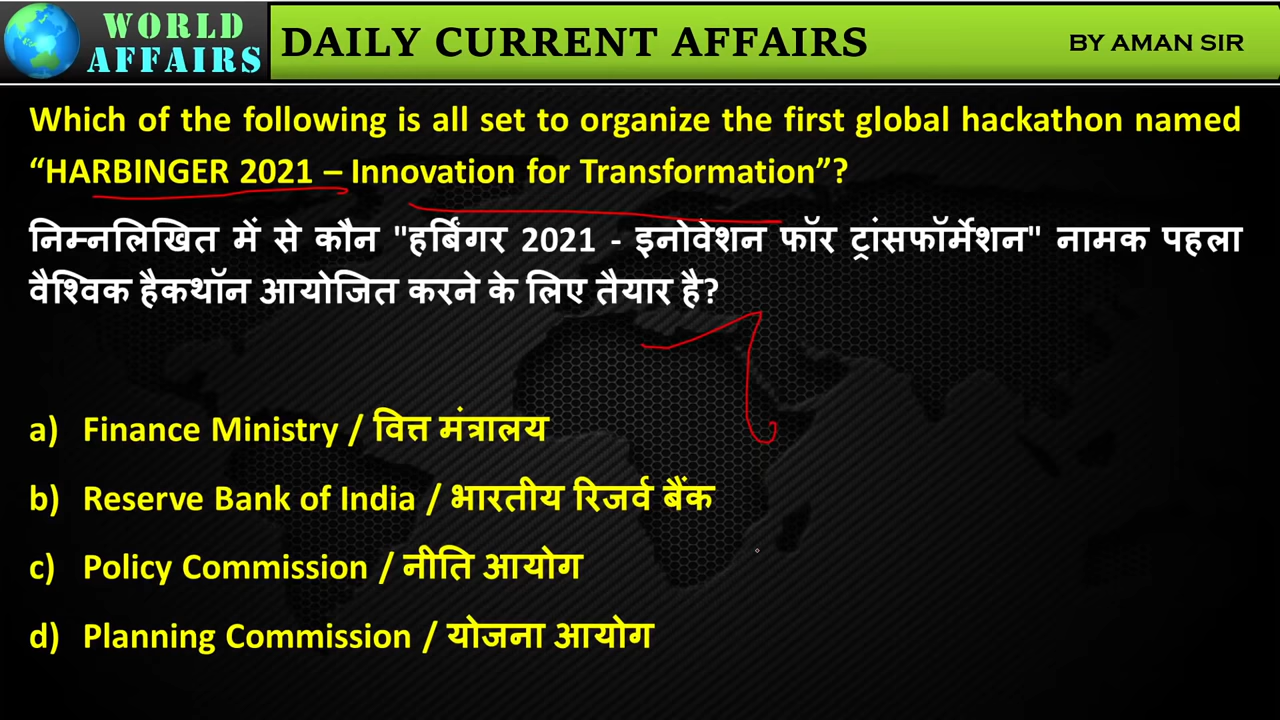 WORLD AFFAIRS
DAILY CURRENT AFFAIRS
BY AMAN SIR
Which of the following is all set to organize the first global hackathon named
“HARBINGER 2021 – Innovation for Transformation”?
निम्नलिखित में से कौन "हर्बिंगर 2021 - इनोवेशन फॉर ट्रांसफॉर्मेशन" नामक पहला
वैश्विक हैकथॉन आयोजित करने के लिए तैयार है?
a) Finance Ministry / वित्त मंत्रालय
b) Reserve Bank of India / भारतीय रिजर्व बैंक
c) Policy Commission / नीति आयोग
d) Planning Commission / योजना आयोग